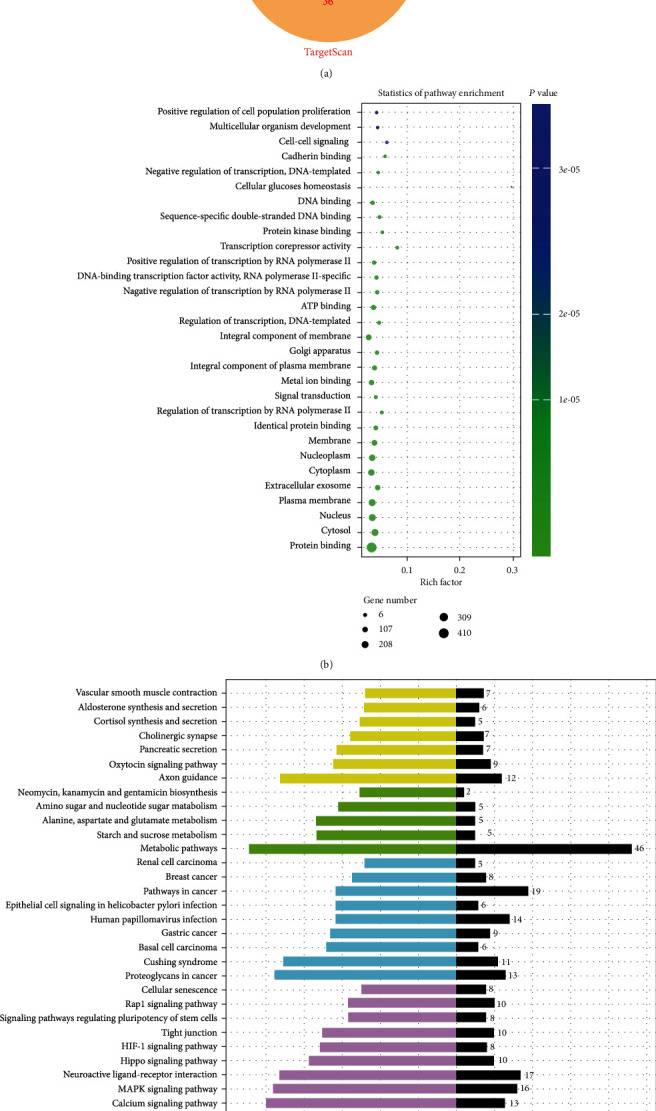 36
TargetScan
(a)
Statistics of pathway enrichment
P value
Positive regulation of cell population proliferation
Multicellular organism development
Cell-cell signaling
Cadherin binding
Negative regulation of transcription, DNA-templated
Cellular glucoses homeostasis
DNA binding
Sequence-specific double-stranded DNA binding
Protein kinase binding
Transcription corepressor activity
Positive regulation of transcription by RNA polymerase II
DNA-binding transcription factor activity, RNA polymerase II-specific
Nagative regulation of transcription by RNA polymerase II
ATP binding
Regulation of transcription, DNA-templated
Integral component of membrane
Golgi apparatus
Integral component of plasma membrane
Metal ion binding
Signal transduction
Regulation of transcription by RNA polymerase II
Identical protein binding
Membrane
Nucleoplasm
Cytoplasm
Extracellular exosome
Plasma membrane
Nucleus
Cytosol
Protein binding
3e-05
2e-05
1e-05
0.1 0.2 0.3
Rich factor
Gene number
6 309
107 410
208
(b)
Vascular smooth muscle contraction 7
Aldosterone synthesis and secretion 6
Cortisol synthesis and secretion 5
Cholinergic synapse 7
Pancreatic secretion 7
Oxytocin signaling pathway 9
Axon guidance 12
Neomycin, kanamycin and gentamicin biosynthesis 2
Amino sugar and nucleotide sugar matabolism 5
Alanine, aspartate and glutamate metabolism 5
Starch and sucrose metabolism 5
Metabolic pathways 46
Renal cell carcinoma 5
Breast cancer 8
Pathways in cancer 19
Epithelial cell signaling in helicobacter pylori infection 6
Human papillomavirus infection 14
Gastric cancer 9
Basal cell carcinoma 6
Cushing syndrome 11
Proteoglycans in cancer 13
Cellular senescence 8
Rap1 signaling pathway 10
Signaling pathways regulating pluripotency of stem cells 8
Tight junction 10
HIF-1 signaling pathway 8
Hippo signaling pathway 10
Neuroactive ligand-receptor interaction 17
MAPK signaling pathway 16
Calcium signaling pathway 13